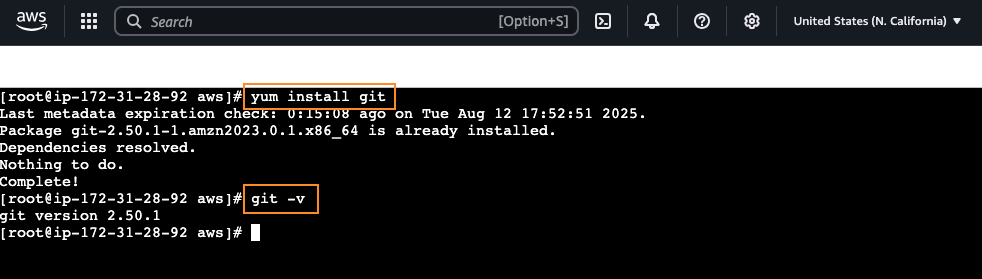 aws
Search [Option+S] United States (N. California) ▼
[root@ip-172-31-28-92 aws]# yum install git
Last metadata expiration check: 0:15:08 ago on Tue Aug 12 17:52:51 2025.
Package git-2.50.1-1.amzn2023.0.1.x86_64 is already installed.
Dependencies resolved.
Nothing to do.
Complete!
[root@ip-172-31-28-92 aws]# git -v
git version 2.50.1
[root@ip-172-31-28-92 aws]#